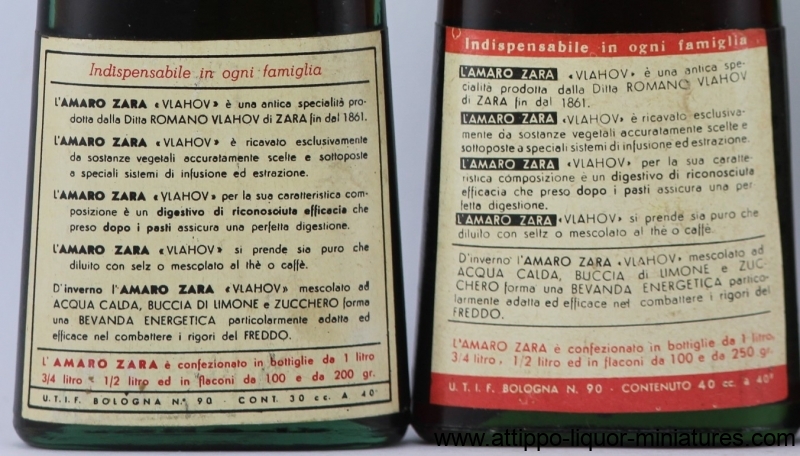 Indispensabile in ogni famiglia
L'AMARO ZARA «VLAHOV» è una antica specialità pro-
dotta dalla Ditta ROMANO VLAHOV di ZARA fin dal 1861.
L'AMARO ZARA «VLAHOV» è ricavato esclusivamente
da sostanze vegetali accuratamente scelte e sottoposte
a speciali sistemi di infusione ed estrazione.
L'AMARO ZARA «VLAHOV» per la sua caratteristica com-
posizione è un digestivo di riconosciuta efficacia che
preso dopo i pasti assicura una perfetta digestione.
L'AMARO ZARA «VLAHOV» si prende sia puro che
diluito con selz o mescolato al thè o caffè.
D'inverno l'AMARO ZARA «VLAHOV» mescolato ad
ACQUA CALDA, BUCCIA DI LIMONE e ZUCCHERO forma
una BEVANDA ENERGETICA particolarmente adatta ed
efficace nel combattere i rigori del FREDDO.
L'AMARO ZARA è confezionato in bottiglie da 1 litro
3/4 litro - 1/2 litro ed in flaconi da 100 e da 200 gr.
U.T.I.F. BOLOGNA N.° 90 - CONT. 30 cc. A 40°
Indispensabile in ogni famiglia
L'AMARO ZARA «VLAHOV» è una antica spe-
cialità prodotta dalla Ditta ROMANO VLAHOV
di ZARA fin dal 1861.
L'AMARO ZARA «VLAHOV» è ricavato esclusiva-
mente da sostanze vegetali accuratamente scelte e
sottoposte a speciali sistemi di infusione ed estrazione.
L'AMARO ZARA «VLAHOV» per la sua caratte-
ristica composizione è un digestivo di riconosciuta
efficacia che preso dopo i pasti assicura una per-
fetta digestione.
L'AMARO ZARA «VLAHOV» si prende sia puro che
diluito con selz o mescolato al thè o caffè.
D'inverno l'AMARO ZARA «VLAHOV» mescolato ad
ACQUA CALDA, BUCCIA di LIMONE e ZUC-
CHERO forma una BEVANDA ENERGETICA partico-
larmente adatta ed efficace nel combattere i rigori del
FREDDO.
L'AMARO ZARA è confezionato in bottiglie da 1 litro,
3/4 litro, 1/2 litro ed in flaconi da 100 e da 250 gr.
U.T.I.F. BOLOGNA N. 90 - CONTENUTO 40 cc. a 40°
www.attippo-liquor-miniatures.com